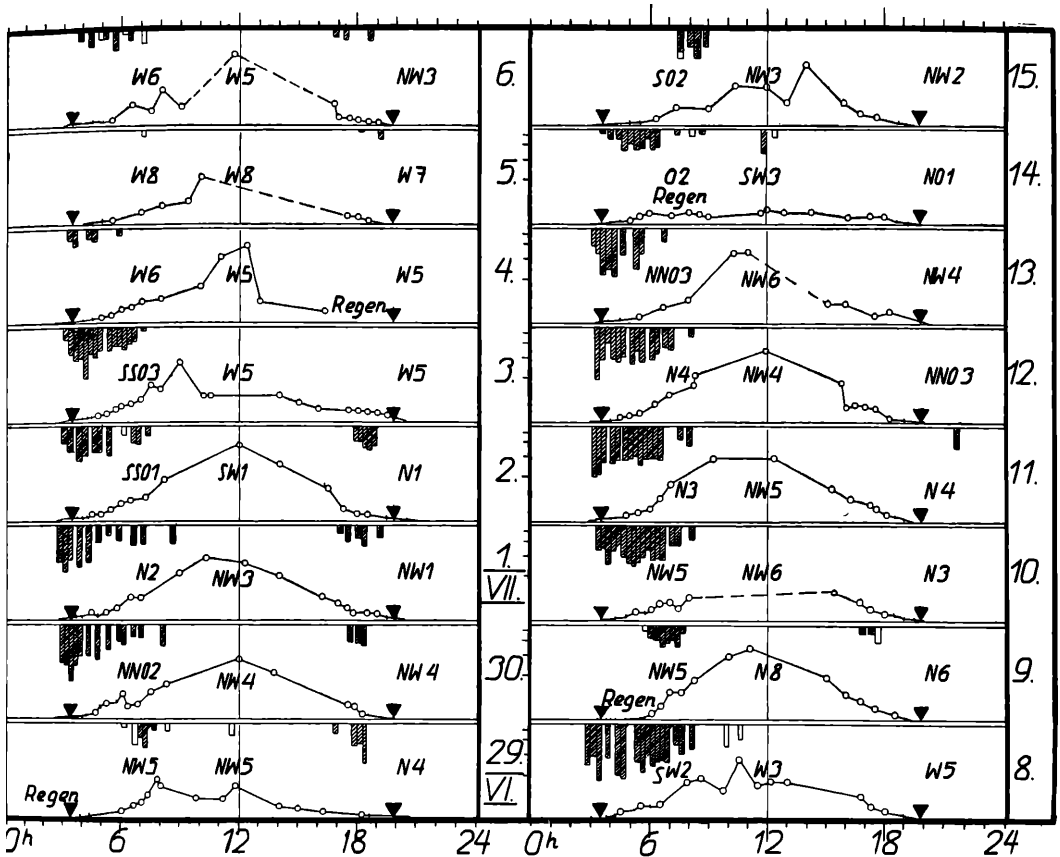 W6 W5 NW3 6.
W8 W8 W7 5.
W6 W5 W5 4.
Regen
SSO3 W5 W5 3.
SSO1 SW1 N1 2.
N2 NW3 NW1 1.
VII.
NNO2 NW4 NW4 30.
NW5 NW5 N4 29.
Regen VI.
0h 6 12 18 24
SO2 NW3 NW2 15.
O2 SW3 NO1 14.
Regen
NNO3 NW6 NW4 13.
N4 NW4 NNO3 12.
N3 NW5 N4 11.
NW5 NW6 N3 10.
NW5 N8 N6 9.
Regen
SW2 W3 W5 8.
0h 6 12 18 24